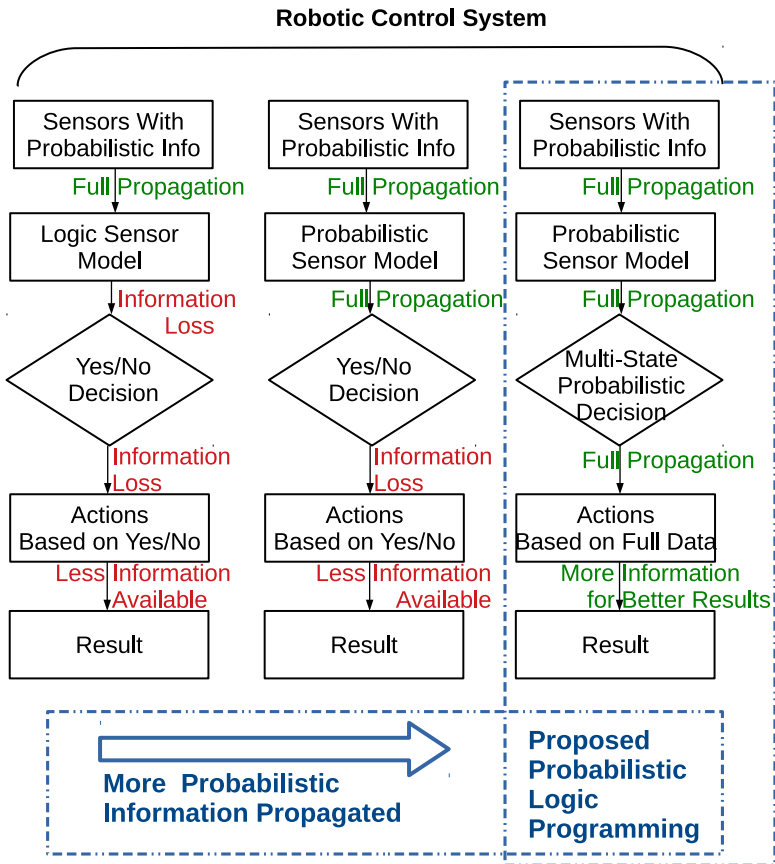 Robotic Control System
Sensors With
Probabilistic Info
Full Propagation
Logic Sensor
Model
Information
Loss
Yes/No
Decision
Information
Loss
Actions
Based on Yes/No
Less Information
Available
Result
Sensors With
Probabilistic Info
Full Propagation
Probabilistic
Sensor Model
Full Propagation
Yes/No
Decision
Information
Loss
Actions
Based on Yes/No
Less Information
Available
Result
Sensors With
Probabilistic Info
Full Propagation
Probabilistic
Sensor Model
Full Propagation
Multi-State
Probabilistic
Decision
Full Propagation
Actions
Based on Full Data
More Information
for Better Results
Result
More Probabilistic
Information Propagated
Proposed
Probabilistic
Logic
Programming